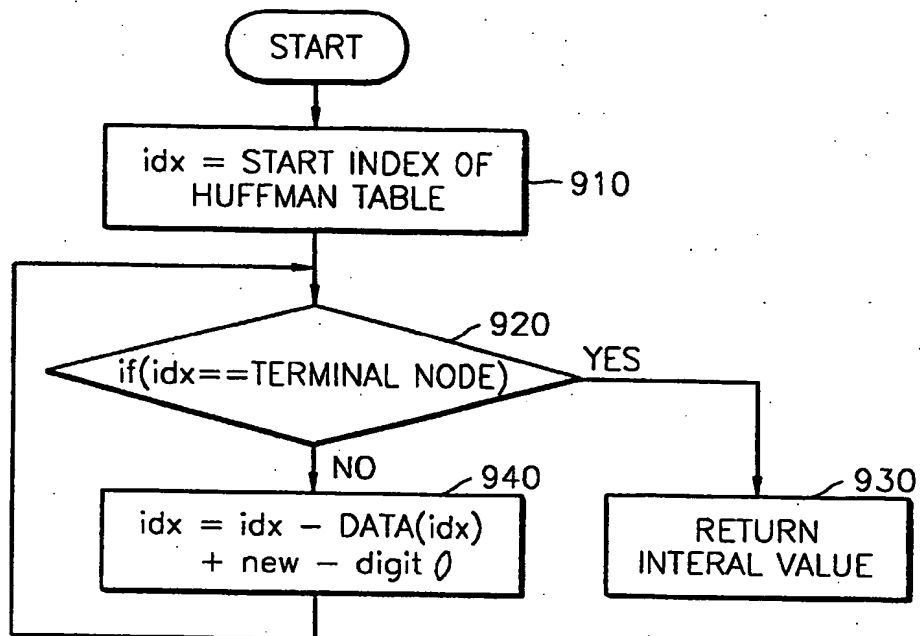 START
idx = START INDEX OF
HUFFMAN TABLE
910
920
if(idx==TERMINAL NODE)
YES
NO
940
idx = idx - DATA(idx)
+ new - digit ()
930
RETURN
INTERAL VALUE